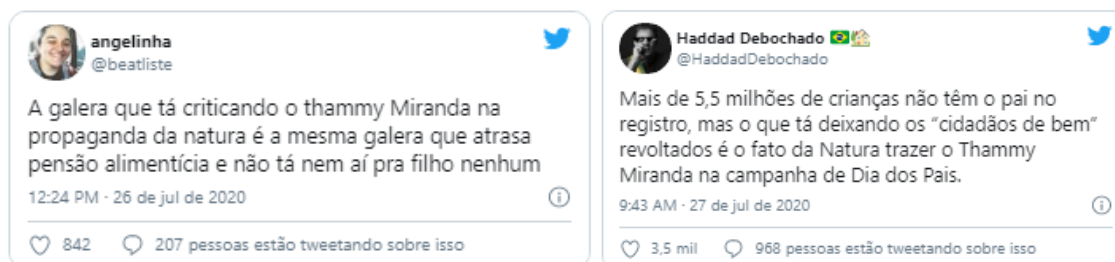 angelinha
@beatliste
A galera que tá criticando o thammy Miranda na
propaganda da natura é a mesma galera que atrasa
pensão alimentícia e não tá nem aí pra filho nenhum
12:24 PM · 26 de jul de 2020
842 207 pessoas estão tweetando sobre isso
Haddad Debochado 🇧🇷🏡
@HaddadDebochado
Mais de 5,5 milhões de crianças não têm o pai no
registro, mas o que tá deixando os “cidadãos de bem”
revoltados é o fato da Natura trazer o Thammy
Miranda na campanha de Dia dos Pais.
9:43 AM · 27 de jul de 2020
3,5 mil 968 pessoas estão tweetando sobre isso